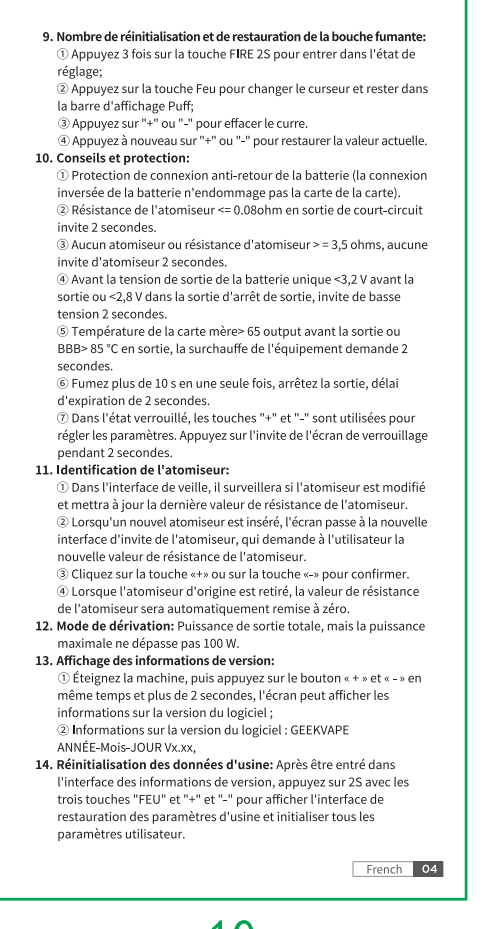 9. Nombre de réinitialisation et de restauration de la bouche fumante:
① Appuyez 3 fois sur la touche FIRE 2S pour entrer dans l'état de
réglage;
② Appuyez sur la touche Feu pour changer le curseur et rester dans
la barre d'affichage Puff;
③ Appuyez sur "+" ou "-" pour effacer le curre.
④ Appuyez à nouveau sur "+" ou "-" pour restaurer la valeur actuelle.
10. Conseils et protection:
① Protection de connexion anti-retour de la batterie (la connexion
inversée de la batterie n'endommage pas la carte de la carte).
② Résistance de l'atomiseur <= 0.08ohm en sortie de court-circuit
invite 2 secondes.
③ Aucun atomiseur ou résistance d'atomiseur > = 3,5 ohms, aucune
invite d'atomiseur 2 secondes.
④ Avant la tension de sortie de la batterie unique <3,2 V avant la
sortie ou <2,8 V dans la sortie d'arrêt de sortie, invite de basse
tension 2 secondes.
⑤ Température de la carte mère> 65 output avant la sortie ou
BBB> 85 °C en sortie, la surchauffe de l'équipement demande 2
secondes.
⑥ Fumez plus de 10 s en une seule fois, arrêtez la sortie, délai
d'expiration de 2 secondes.
⑦ Dans l'état verrouillé, les touches "+" et "-" sont utilisées pour
régler les paramètres. Appuyez sur l'invite de l'écran de verrouillage
pendant 2 secondes.
11. Identification de l'atomiseur:
① Dans l'interface de veille, il surveillera si l'atomiseur est modifié
et mettra à jour la dernière valeur de résistance de l'atomiseur.
② Lorsqu'un nouvel atomiseur est inséré, l'écran passe à la nouvelle
interface d'invite de l'atomiseur, qui demande à l'utilisateur la
nouvelle valeur de résistance de l'atomiseur.
③ Cliquez sur la touche «+» ou sur la touche «-» pour confirmer.
④ Lorsque l'atomiseur d'origine est retiré, la valeur de résistance
de l'atomiseur sera automatiquement remise à zéro.
12. Mode de dérivation: Puissance de sortie totale, mais la puissance
maximale ne dépasse pas 100 W.
13. Affichage des informations de version:
① Éteignez la machine, puis appuyez sur le bouton « + » et « - » en
même temps et plus de 2 secondes, l'écran peut afficher les
informations sur la version du logiciel ;
② Informations sur la version du logiciel : GEEKVAPE
ANNÉE-Mois-JOUR Vx.xx,
14. Réinitialisation des données d'usine: Après être entré dans
l'interface des informations de version, appuyez sur 2S avec les
trois touches "FEU" et "+" et "-" pour afficher l'interface de
restauration des paramètres d'usine et initialiser tous les
paramètres utilisateur.
French 04